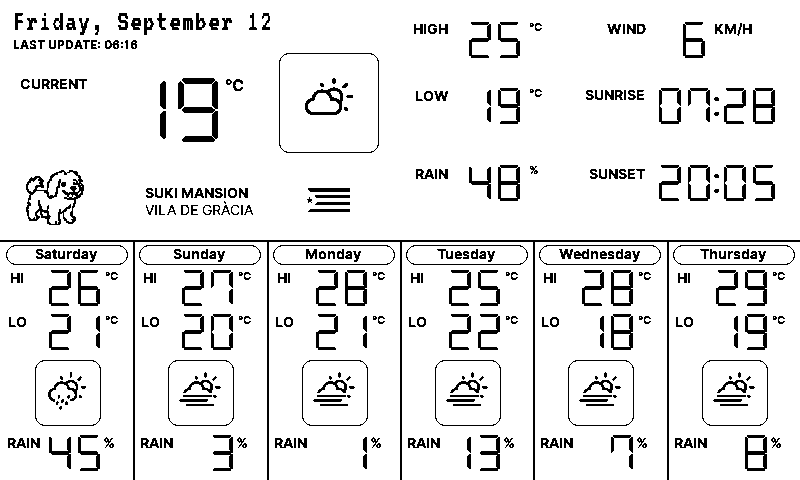 Friday, September 12
LAST UPDATE: 06:16
CURRENT 19 °C
HIGH 25 °C
LOW 19 °C
RAIN 48 %
WIND 6 KM/H
SUNRISE 07:28
SUNSET 20:05
SUKI MANSION
VILA DE GRÀCIA
Saturday
HI 26 °C
LO 21 °C
RAIN 45 %
Sunday
HI 27 °C
LO 20 °C
RAIN 3 %
Monday
HI 28 °C
LO 21 °C
RAIN 1 %
Tuesday
HI 25 °C
LO 22 °C
RAIN 13 %
Wednesday
HI 28 °C
LO 18 °C
RAIN 7 %
Thursday
HI 29 °C
LO 19 °C
RAIN 8 %